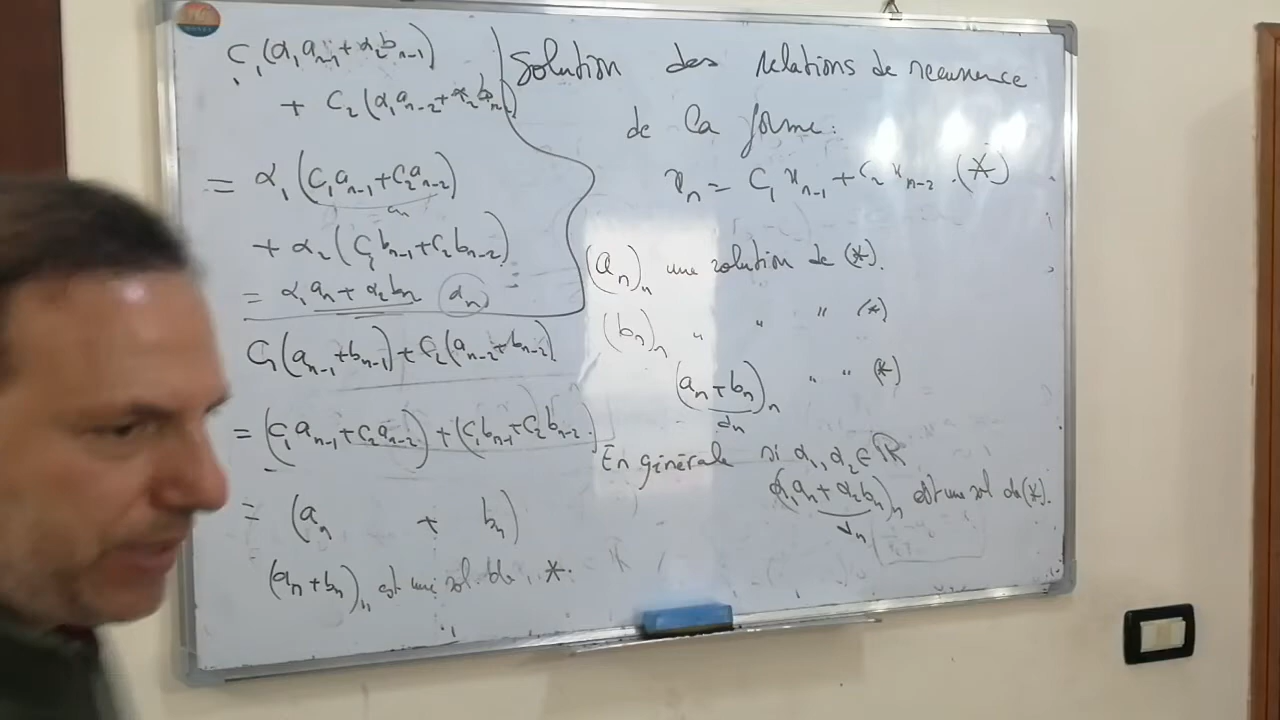 C₁(α₁aₙ₋₁ + α₂bₙ₋₁)
+ C₂(α₁aₙ₋₂ + α₂bₙ₋₂)
= α₁(C₁aₙ₋₁ + C₂aₙ₋₂)
aₙ
+ α₂(C₁bₙ₋₁ + C₂bₙ₋₂)
= α₁aₙ + α₂bₙ (dₙ)
C₁(aₙ₋₁ + bₙ₋₁) + C₂(aₙ₋₂ + bₙ₋₂)
= (C₁aₙ₋₁ + C₂aₙ₋₂) + (C₁bₙ₋₁ + C₂bₙ₋₂)
= (aₙ + bₙ)
(aₙ + bₙ)ₙ est une sol. de *.
Solution des relations de recurrence
de la forme:
xₙ = C₁xₙ₋₁ + C₂xₙ₋₂ . (*)
(aₙ)ₙ une solution de (*).
(bₙ)ₙ " " " (*)
(aₙ + bₙ)ₙ " " (*)
dₙ
En générale si α₁, α₂ ∈ ℝ
(α₁aₙ + α₂bₙ)ₙ est une sol de (*).
dₙ